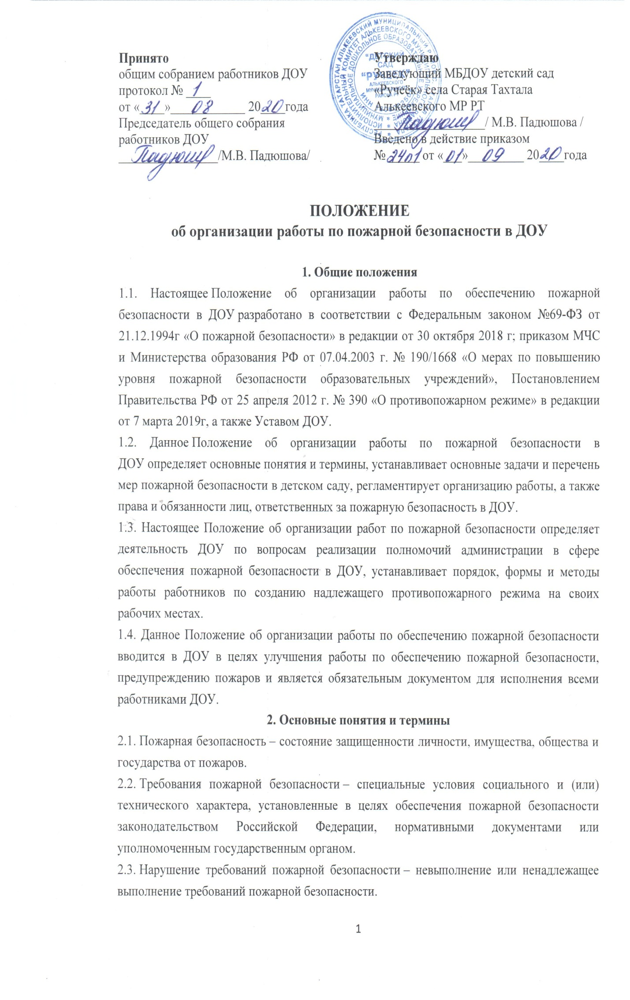 Принято
общим собранием работников ДОУ
протокол № 1
от «31» 08 2020 года
Председатель общего собрания
работников ДОУ
/М.В. Падюшова/
Утверждаю
Заведующий МБДОУ детский сад
«Ручеёк» села Старая Тахтала
Алькеевского МР РТ
/ М.В. Падюшова /
Введено в действие приказом
№ от «01» 09 2020 года
"ДЕТСКИЙ
САД
"РУЧЕЕК"
АЛЬКЕЕВСКОГО
МУНИЦИПАЛЬНОГО
РАЙОНА РТ
ПОЛОЖЕНИЕ
об организации работы по пожарной безопасности в ДОУ
1. Общие положения
1.1. Настоящее Положение об организации работы по обеспечению пожарной
безопасности в ДОУ разработано в соответствии с Федеральным законом №69-ФЗ от
21.12.1994г «О пожарной безопасности» в редакции от 30 октября 2018 г; приказом МЧС
и Министерства образования РФ от 07.04.2003 г. № 190/1668 «О мерах по повышению
уровня пожарной безопасности образовательных учреждений», Постановлением
Правительства РФ от 25 апреля 2012 г. № 390 «О противопожарном режиме» в редакции
от 7 марта 2019г, а также Уставом ДОУ.
1.2. Данное Положение об организации работы по пожарной безопасности в
ДОУ определяет основные понятия и термины, устанавливает основные задачи и перечень
мер пожарной безопасности в детском саду, регламентирует организацию работы, а также
права и обязанности лиц, ответственных за пожарную безопасность в ДОУ.
1.3. Настоящее Положение об организации работ по пожарной безопасности определяет
деятельность ДОУ по вопросам реализации полномочий администрации в сфере
обеспечения пожарной безопасности в ДОУ, устанавливает порядок, формы и методы
работы работников по созданию надлежащего противопожарного режима на своих
рабочих местах.
1.4. Данное Положение об организации работы по обеспечению пожарной безопасности
вводится в ДОУ в целях улучшения работы по обеспечению пожарной безопасности,
предупреждению пожаров и является обязательным документом для исполнения всеми
работниками ДОУ.
2. Основные понятия и термины
2.1. Пожарная безопасность – состояние защищенности личности, имущества, общества и
государства от пожаров.
2.2. Требования пожарной безопасности – специальные условия социального и (или)
технического характера, установленные в целях обеспечения пожарной безопасности
законодательством Российской Федерации, нормативными документами или
уполномоченным государственным органом.
2.3. Нарушение требований пожарной безопасности – невыполнение или ненадлежащее
выполнение требований пожарной безопасности.
1